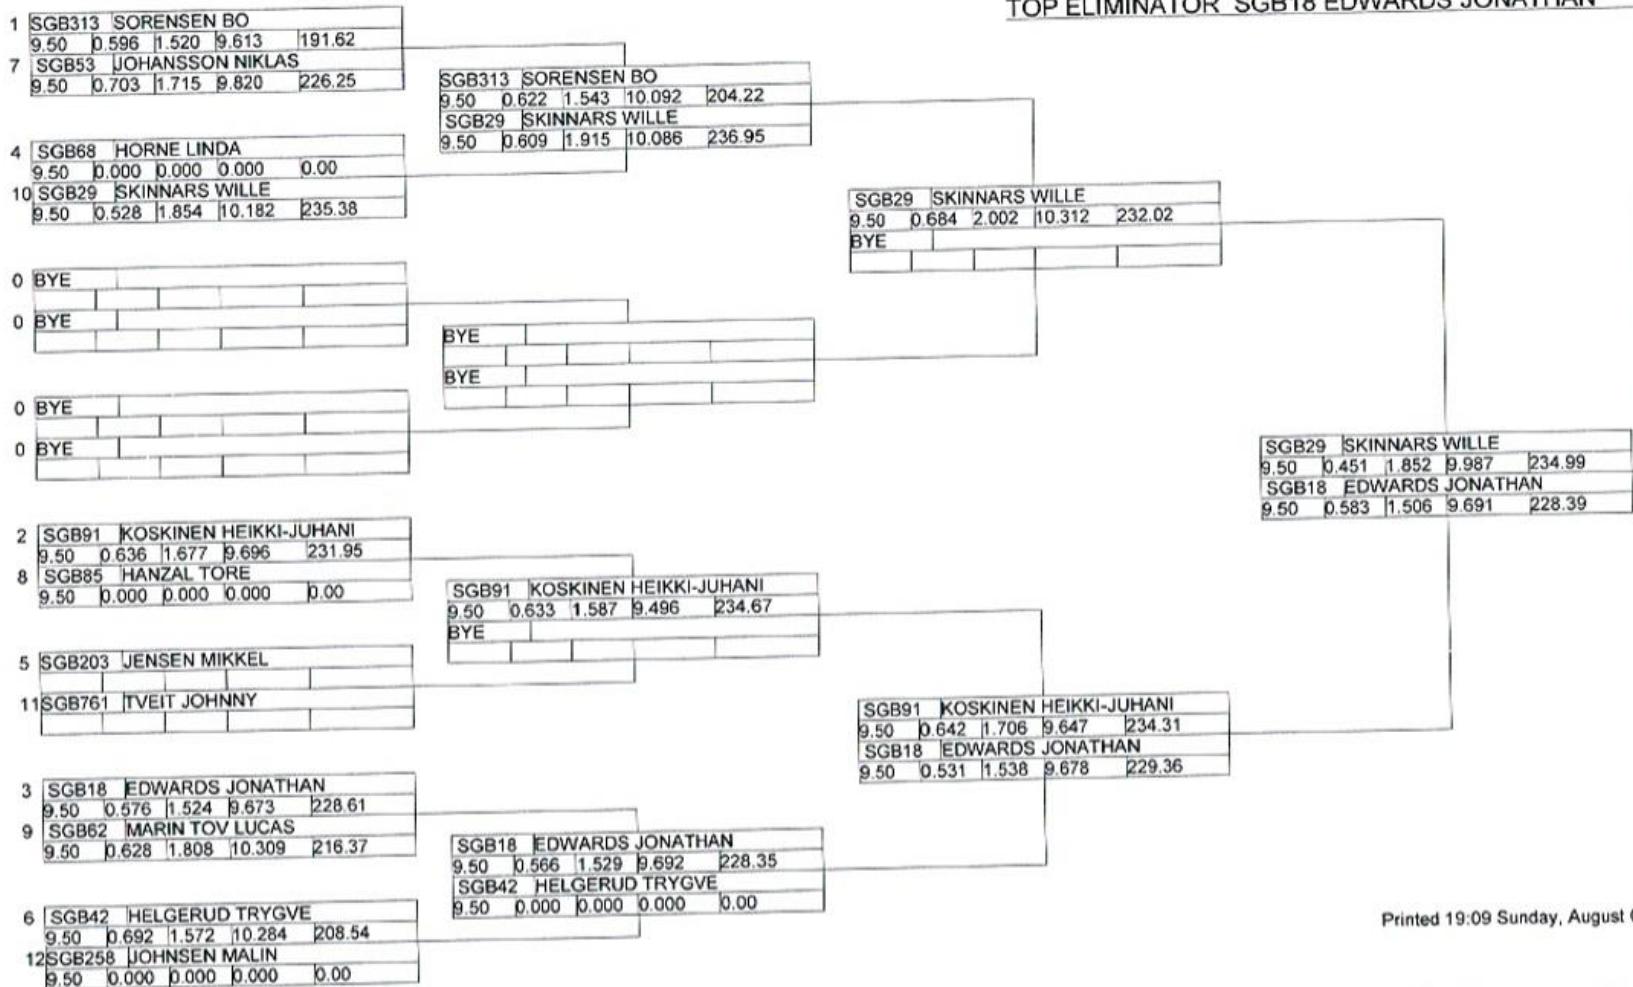 TOP ELIMINATOR SGB18 EDWARDS JONATHAN
1 SGB313 SORENSEN BO
9.50 0.596 1.520 9.613 191.62
7 SGB53 JOHANSSON NIKLAS
9.50 0.703 1.715 9.820 226.25
4 SGB68 HORNE LINDA
9.50 0.000 0.000 0.000 0.00
10 SGB29 SKINNARS WILLE
9.50 0.528 1.854 10.182 235.38
0 BYE
0 BYE
0 BYE
0 BYE
2 SGB91 KOSKINEN HEIKKI-JUHANI
9.50 0.636 1.677 9.696 231.95
8 SGB85 HANZAL TORE
9.50 0.000 0.000 0.000 0.00
5 SGB203 JENSEN MIKKEL
11 SGB761 TVEIT JOHNNY
3 SGB18 EDWARDS JONATHAN
9.50 0.576 1.524 9.673 228.61
9 SGB62 MARIN TOV LUCAS
9.50 0.628 1.808 10.309 216.37
6 SGB42 HELGERUD TRYGVE
9.50 0.692 1.572 10.284 208.54
12 SGB258 JOHNSEN MALIN
9.50 0.000 0.000 0.000 0.00
SGB313 SORENSEN BO
9.50 0.622 1.543 10.092 204.22
SGB29 SKINNARS WILLE
9.50 0.609 1.915 10.086 236.95
BYE
BYE
SGB91 KOSKINEN HEIKKI-JUHANI
9.50 0.633 1.587 9.496 234.67
BYE
SGB18 EDWARDS JONATHAN
9.50 0.566 1.529 9.692 228.35
SGB42 HELGERUD TRYGVE
9.50 0.000 0.000 0.000 0.00
SGB29 SKINNARS WILLE
9.50 0.684 2.002 10.312 232.02
BYE
SGB91 KOSKINEN HEIKKI-JUHANI
9.50 0.642 1.706 9.647 234.31
SGB18 EDWARDS JONATHAN
9.50 0.531 1.538 9.678 229.36
SGB29 SKINNARS WILLE
9.50 0.451 1.852 9.987 234.99
SGB18 EDWARDS JONATHAN
9.50 0.583 1.506 9.691 228.39
Printed 19:09 Sunday, August